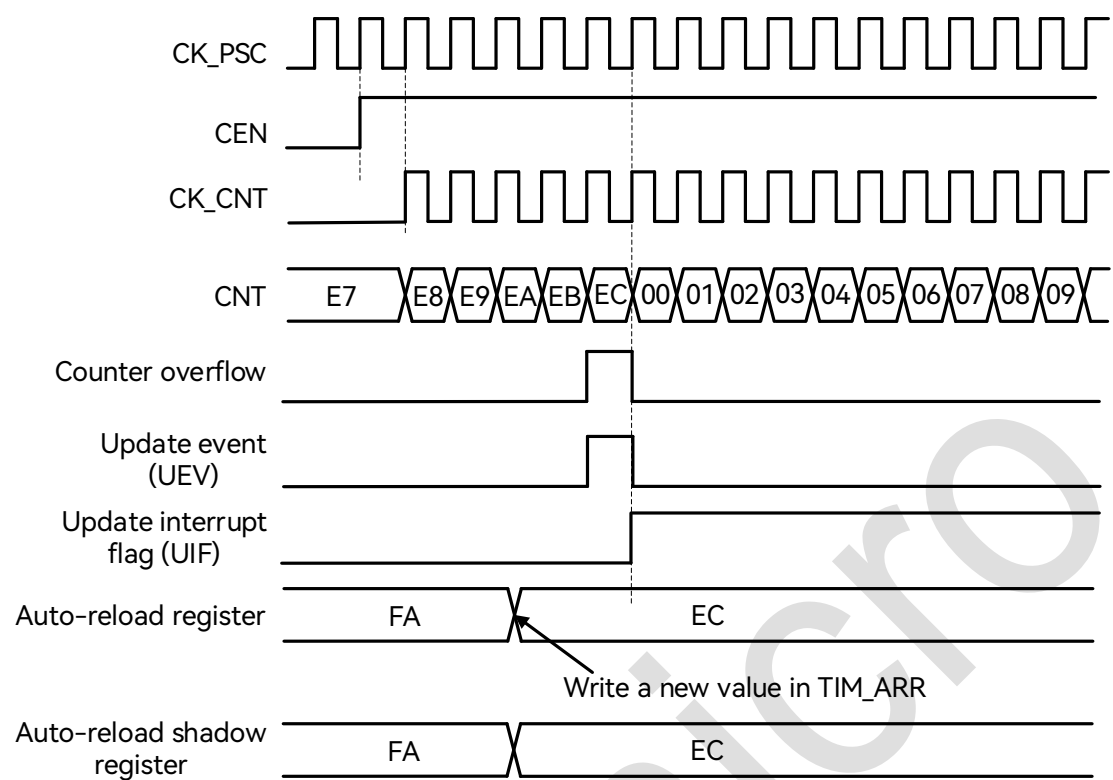 CK_PSC
CEN
CK_CNT
CNT E7 E8 E9 EA EB EC 00 01 02 03 04 05 06 07 08 09
Counter overflow
Update event
(UEV)
Update interrupt
flag (UIF)
Auto-reload register FA EC
Write a new value in TIM_ARR
Auto-reload shadow
register
FA EC
micro